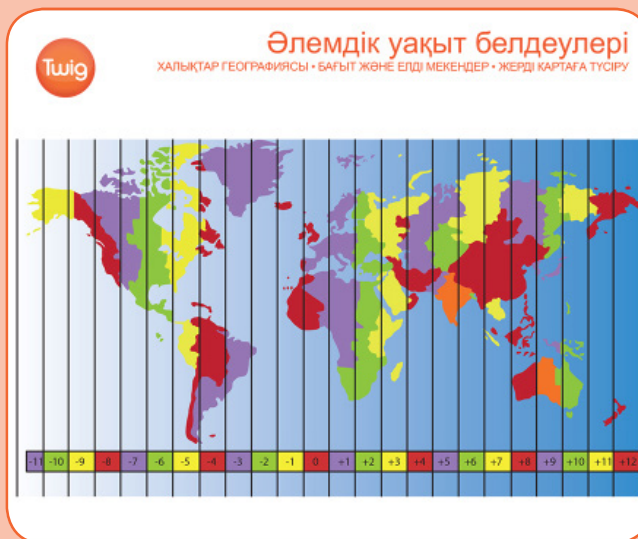 Twig
Әлемдік уақыт белдеулері
ХАЛЫҚТАР ГЕОГРАФИЯСЫ • БАҒЫТ ЖӘНЕ ЕЛДІ МЕКЕНДЕР • ЖЕРДІ КАРТАҒА ТҮСІРУ
-11 -10 -9 -8 -7 -6 -5 -4 -3 -2 -1 0 +1 +2 +3 +4 +5 +6 +7 +8 +9 +10 +11 +12